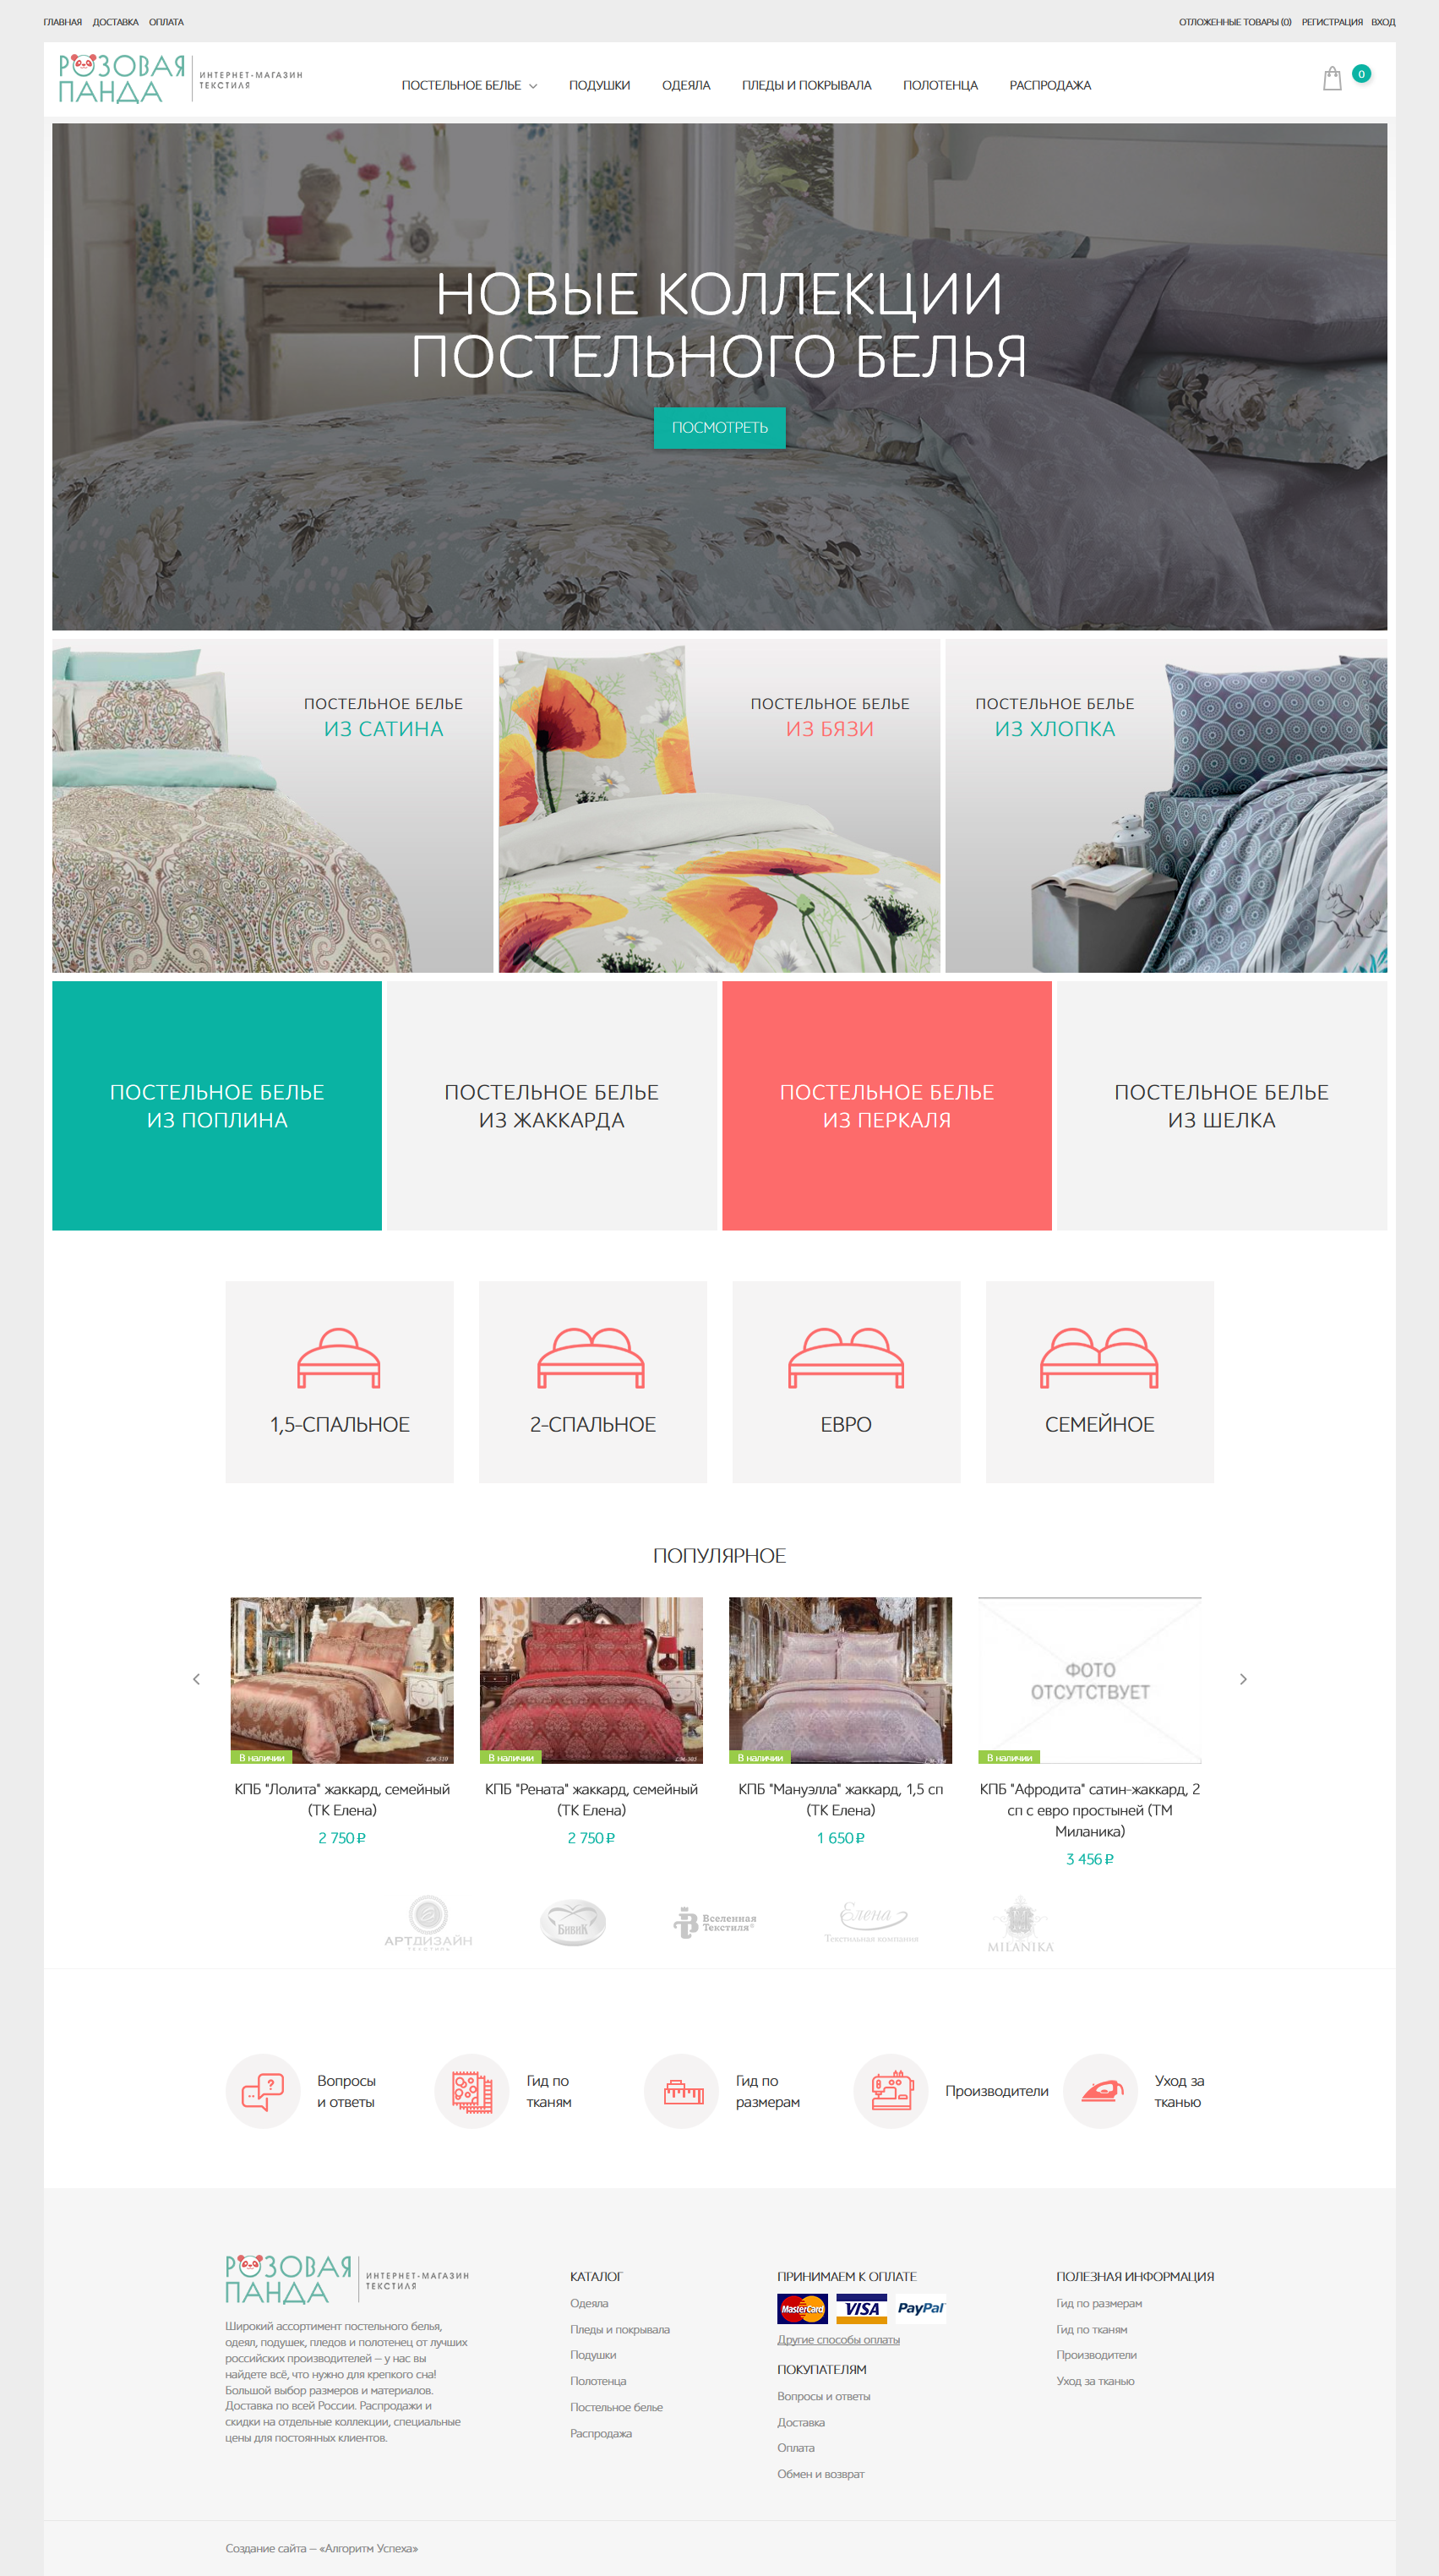 ГЛАВНАЯ ДОСТАВКА ОПЛАТА
ОТЛОЖЕННЫЕ ТОВАРЫ (0) РЕГИСТРАЦИЯ ВХОД
РОЗОВАЯ
ПАНДА
ИНТЕРНЕТ-МАГАЗИН
ТЕКСТИЛЯ
ПОСТЕЛЬНОЕ БЕЛЬЕ ПОДУШКИ ОДЕЯЛА ПЛЕДЫ И ПОКРЫВАЛА ПОЛОТЕНЦА РАСПРОДАЖА
0
НОВЫЕ КОЛЛЕКЦИИ
ПОСТЕЛЬНОГО БЕЛЬЯ
ПОСМОТРЕТЬ
ПОСТЕЛЬНОЕ БЕЛЬЕ
ИЗ САТИНА
ПОСТЕЛЬНОЕ БЕЛЬЕ
ИЗ БЯЗИ
ПОСТЕЛЬНОЕ БЕЛЬЕ
ИЗ ХЛОПКА
ПОСТЕЛЬНОЕ БЕЛЬЕ
ИЗ ПОПЛИНА
ПОСТЕЛЬНОЕ БЕЛЬЕ
ИЗ ЖАККАРДА
ПОСТЕЛЬНОЕ БЕЛЬЕ
ИЗ ПЕРКАЛЯ
ПОСТЕЛЬНОЕ БЕЛЬЕ
ИЗ ШЕЛКА
1,5-СПАЛЬНОЕ
2-СПАЛЬНОЕ
ЕВРО
СЕМЕЙНОЕ
ПОПУЛЯРНОЕ
В наличии
КПБ "Лолита" жаккард, семейный
(ТК Елена)
2 750 ₽
В наличии
КПБ "Рената" жаккард, семейный
(ТК Елена)
2 750 ₽
В наличии
КПБ "Мануэлла" жаккард, 1,5 сп
(ТК Елена)
1 650 ₽
ФОТО
ОТСУТСТВУЕТ
В наличии
КПБ "Афродита" сатин-жаккард, 2
сп с евро простыней (ТМ
Миланика)
3 456 ₽
АРТДИЗАЙН
ТЕКСТИЛЬ
БИВИК
Вселенная
Текстиля®
Елена
Текстильная компания
MILANIKA
Вопросы
и ответы
Гид по
тканям
Гид по
размерам
Производители
Уход за
тканью
РОЗОВАЯ
ПАНДА
ИНТЕРНЕТ-МАГАЗИН
ТЕКСТИЛЯ
Широкий ассортимент постельного белья,
одеял, подушек, пледов и полотенец от лучших
российских производителей – у нас вы
найдете всё, что нужно для крепкого сна!
Большой выбор размеров и материалов.
Доставка по всей России. Распродажи и
скидки на отдельные коллекции, специальные
цены для постоянных клиентов.
КАТАЛОГ
Одеяла
Пледы и покрывала
Подушки
Полотенца
Постельное белье
Распродажа
ПРИНИМАЕМ К ОПЛАТЕ
MasterCard VISA PayPal
Другие способы оплаты
ПОКУПАТЕЛЯМ
Вопросы и ответы
Доставка
Оплата
Обмен и возврат
ПОЛЕЗНАЯ ИНФОРМАЦИЯ
Гид по размерам
Гид по тканям
Производители
Уход за тканью
Создание сайта – «Алгоритм Успеха»